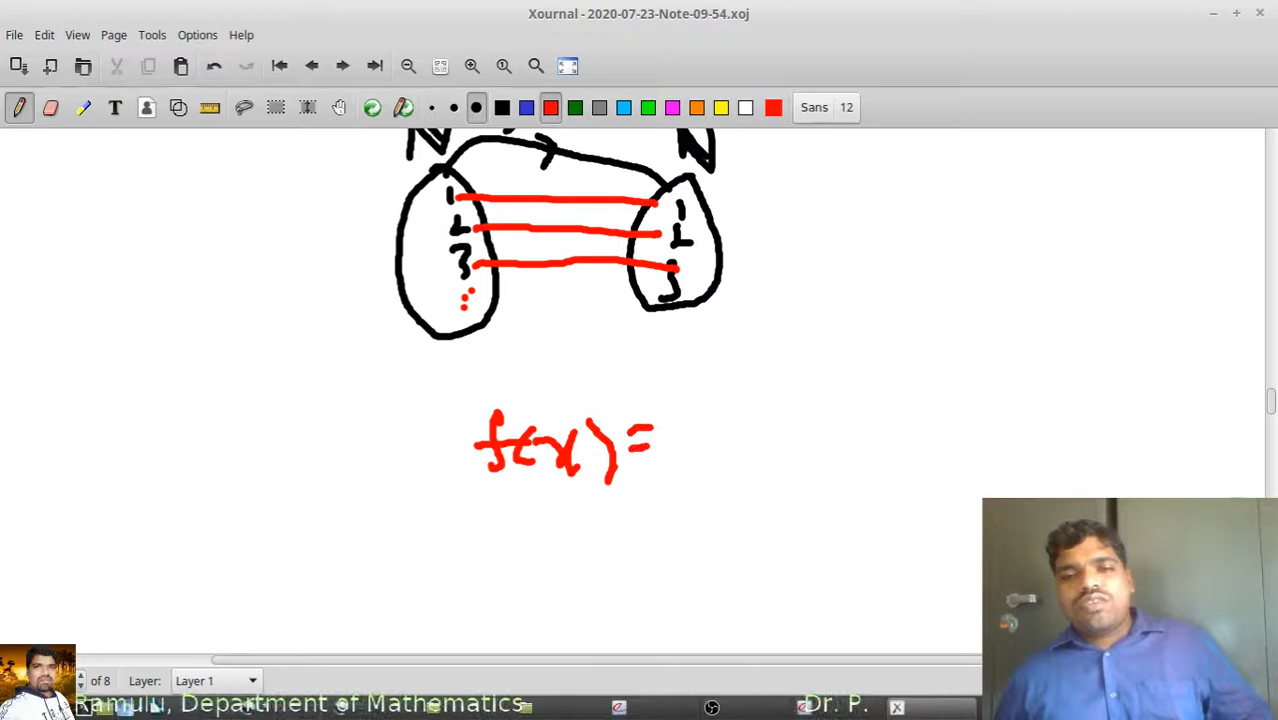 Xournal - 2020-07-23-Note-09-54.xoj
File Edit View Page Tools Options Help
Sans 12
N N
1 1
2 2
3 3
f(x) =
of 8 Layer: Layer 1
Ramulu, Department of Mathematics Dr. P.